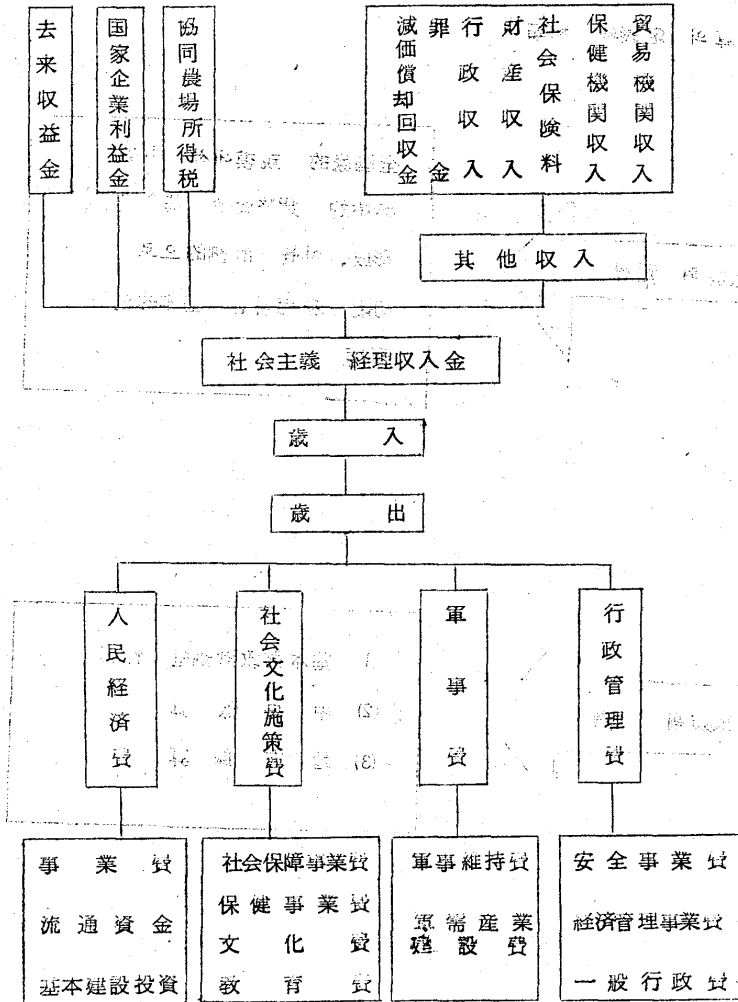 去来収益金
国家企業利益金
協同農場所得税
減価償却回収金
罪金
行政収入
財産収入
社会保険料
保健機関収入
貿易機関収入
其他収入
社会主義 経理収入金
歳入
歳出
人民経済費
社会文化施策費
軍事費
行政管理費
事業費
流通資金
基本建設投資
社会保障事業費
保健事業費
文化費
教育費
軍事維持費
軍需産業
建設費
安全事業費
経済管理事業費
一般行政費